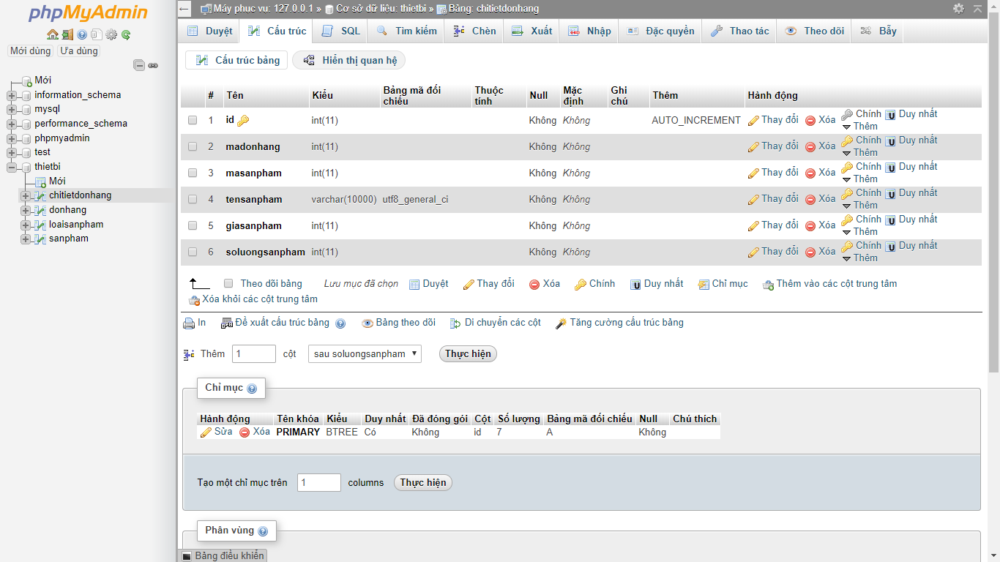 phpMyAdmin
Mới dùng Ưa dùng
Mới
information_schema
mysql
performance_schema
phpmyadmin
test
thietbi
Mới
chitietdonhang
donhang
loaisanpham
sanpham
Máy phục vụ: 127.0.0.1 » Cơ sở dữ liệu: thietbi » Bảng: chitietdonhang
Duyệt Cấu trúc SQL Tìm kiếm Chèn Xuất Nhập Đặc quyền Thao tác Theo dõi Bẫy
Cấu trúc bảng Hiển thị quan hệ
# Tên Kiểu Bảng mã đối chiếu Thuộc tính Null Mặc định Ghi chú Thêm Hành động
1 id int(11) Không Không AUTO_INCREMENT Thay đổi Xóa Chính Duy nhất
Thêm
2 madonhang int(11) Không Không Thay đổi Xóa Chính Duy nhất
Thêm
3 masanpham int(11) Không Không Thay đổi Xóa Chính Duy nhất
Thêm
4 tensanpham varchar(10000) utf8_general_ci Không Không Thay đổi Xóa Chính Duy nhất
Thêm
5 giasanpham int(11) Không Không Thay đổi Xóa Chính Duy nhất
Thêm
6 soluongsanpham int(11) Không Không Thay đổi Xóa Chính Duy nhất
Thêm
Theo dõi bảng Lưu mục đã chọn Duyệt Thay đổi Xóa Chính Duy nhất Chỉ mục Thêm vào các cột trung tâm
Xóa khỏi các cột trung tâm
In Đề xuất cấu trúc bảng Bảng theo dõi Di chuyển các cột Tăng cường cấu trúc bảng
Thêm 1 cột sau soluongsanpham Thực hiện
Chỉ mục
Hành động Tên khóa Kiểu Duy nhất Đã đóng gói Cột Số lượng Bảng mã đối chiếu Null Chú thích
Sửa Xóa PRIMARY BTREE Có Không id 7 A Không
Tạo một chỉ mục trên 1 columns Thực hiện
Phân vùng
Bảng điều khiển